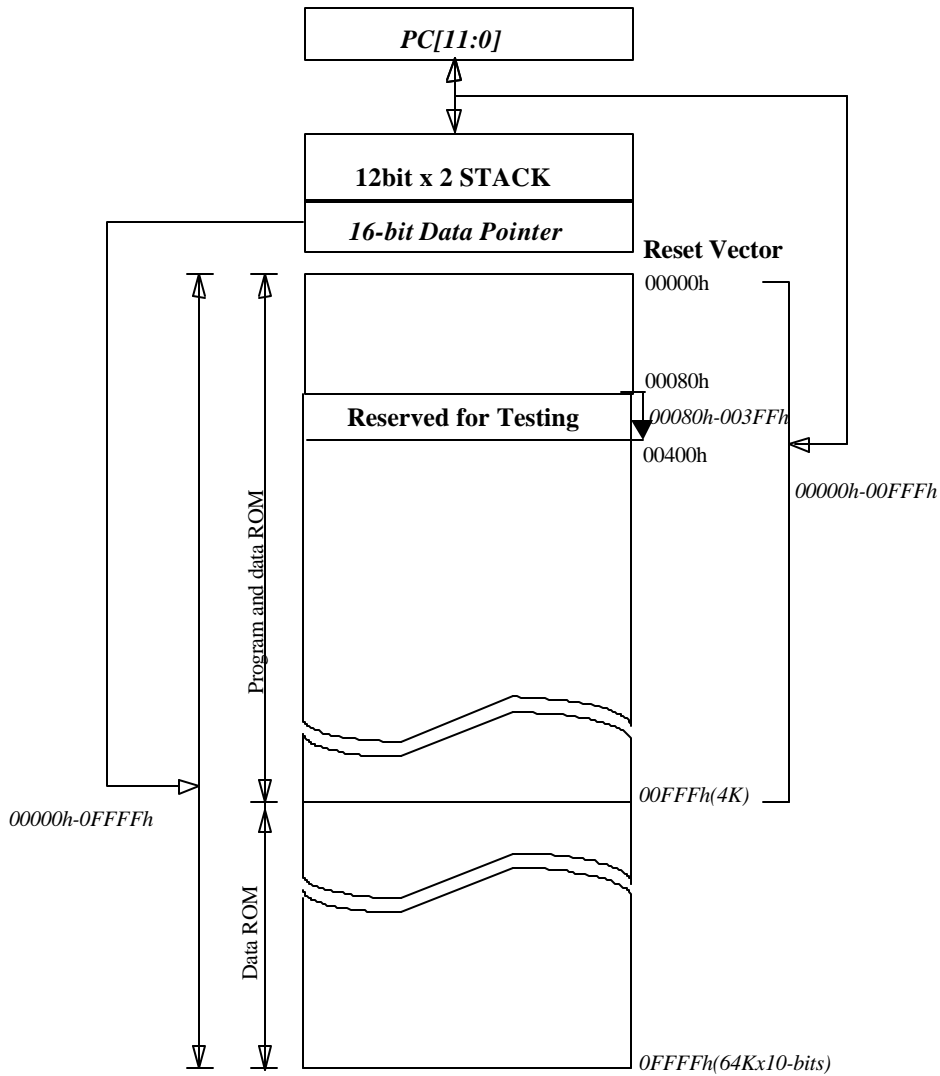 PC[11:0]
12bit x 2 STACK
16-bit Data Pointer
Reset Vector
00000h
00080h
Reserved for Testing
00080h-003FFh
00400h
00000h-00FFFh
Program and data ROM
00FFFh(4K)
00000h-0FFFFh
Data ROM
0FFFFh(64Kx10-bits)